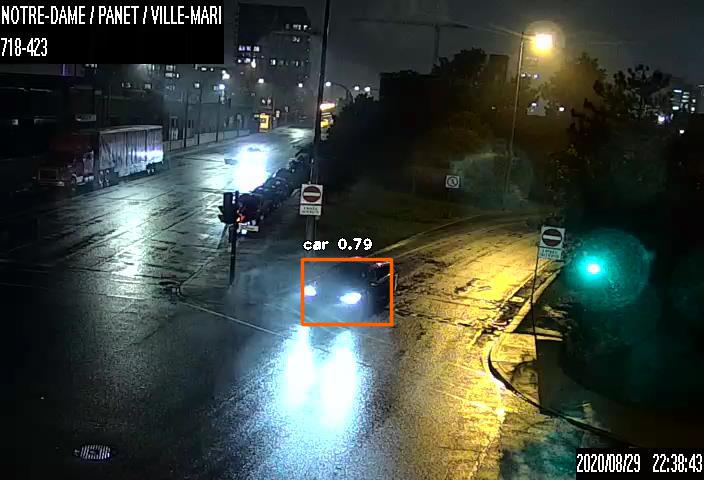 NOTRE-DAME / PANET / VILLE-MARI
718-423
car 0.79
2020/08/29 22:38:43